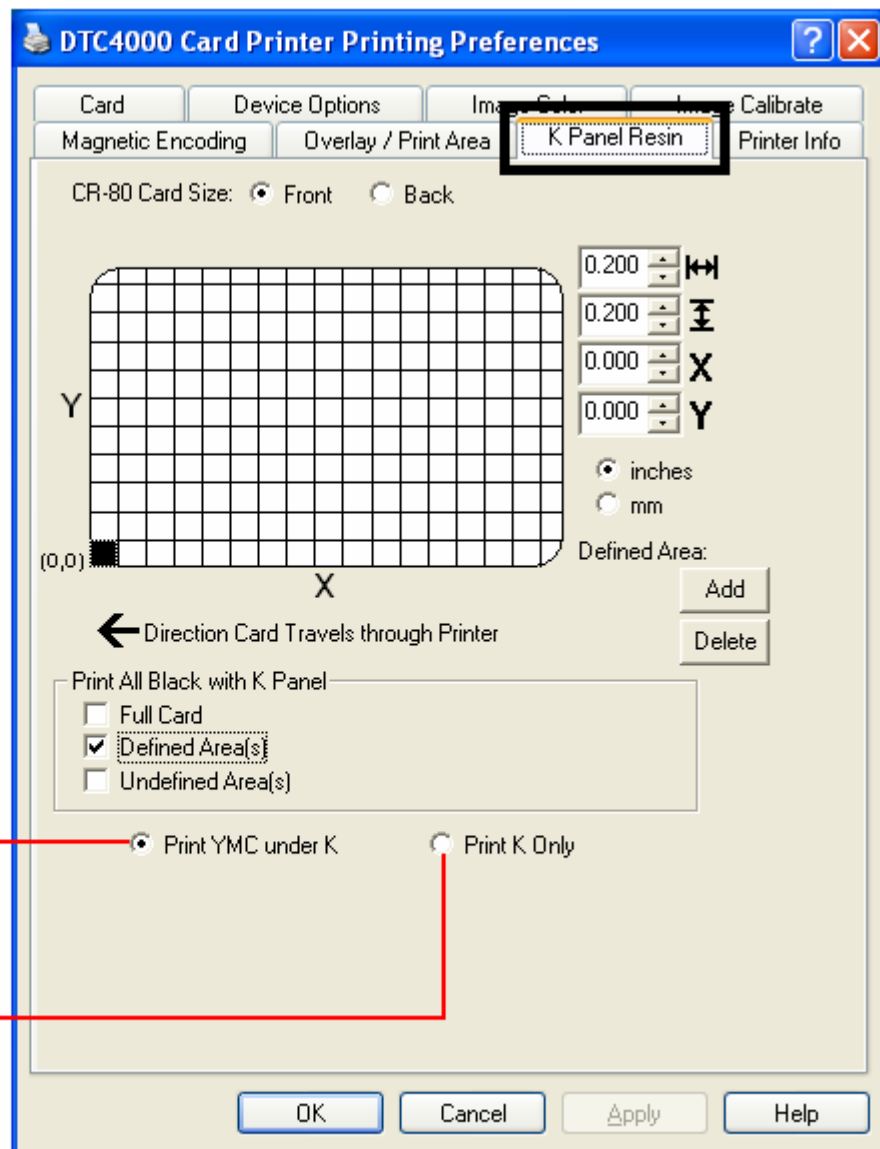 DTC4000 Card Printer Printing Preferences
Card Device Options Image Color Image Calibrate
Magnetic Encoding Overlay / Print Area K Panel Resin Printer Info
CR-80 Card Size: Front Back
0.200
0.200
0.000 X
0.000 Y
Y
inches
mm
(0,0)
X
Defined Area:
Add
Delete
Direction Card Travels through Printer
Print All Black with K Panel
Full Card
Defined Area(s)
Undefined Area(s)
Print YMC under K Print K Only
OK Cancel Apply Help